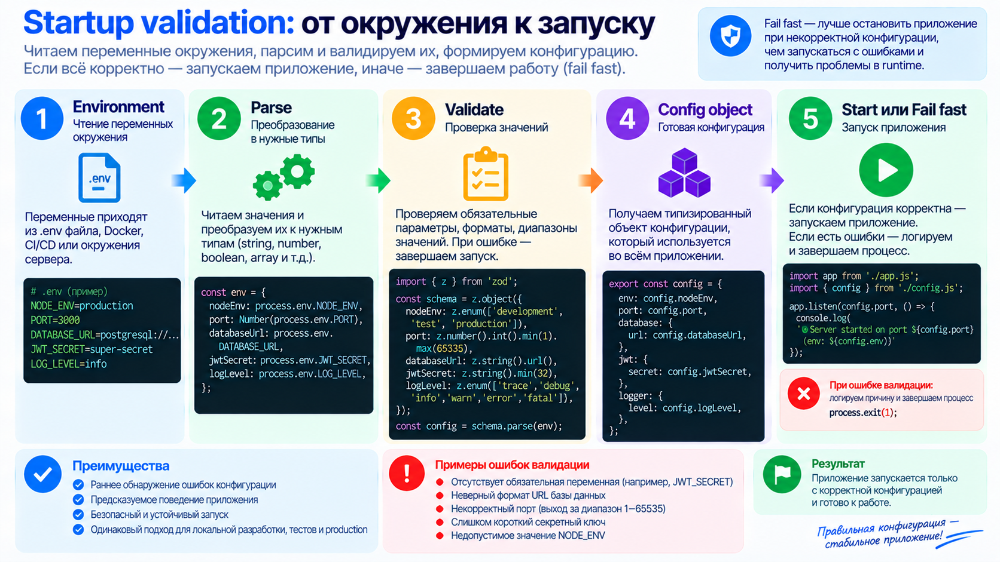 Startup validation: от окружения к запуску
Читаем переменные окружения, парсим и валидируем их, формируем конфигурацию.
Если всё корректно — запускаем приложение, иначе — завершаем работу (fail fast).
Fail fast — лучше остановить приложение
при некорректной конфигурации,
чем запускаться с ошибками и
получить проблемы в runtime.
1
Environment
Чтение переменных
окружения
.env
Переменные приходят
из .env файла, Docker,
CI/CD или окружения
сервера.
# .env (пример)
NODE_ENV=production
PORT=3000
DATABASE_URL=postgresql://...
JWT_SECRET=super-secret
LOG_LEVEL=info
2
Parse
Преобразование
в нужные типы
Читаем значения и
преобразуем их к нужным
типам (string, number,
boolean, array и т.д.).
const env = {
nodeEnv: process.env.NODE_ENV,
port: Number(process.env.PORT),
databaseUrl: process.env.
DATABASE_URL,
jwtSecret: process.env.JWT_SECRET,
logLevel: process.env.LOG_LEVEL,
};
3
Validate
Проверка значений
Проверяем обязательные
параметры, форматы, диапазоны
значений. При ошибке —
завершаем запуск.
import { z } from 'zod';
const schema = z.object({
nodeEnv: z.enum(['development',
'test', 'production']),
port: z.number().int().min(1).
max(65335),
databaseUrl: z.string().url(),
jwtSecret: z.string().min(32),
logLevel: z.enum(['trace','debug',
'info','warn','error','fatal']),
});
const config = schema.parse(env);
4
Config object
Готовая конфигурация
Получаем типизированный
объект конфигурации,
который используется
во всём приложении.
export const config = {
env: config.nodeEnv,
port: config.port,
database: {
url: config.databaseUrl,
},
jwt: {
secret: config.jwtSecret,
},
logger: {
level: config.logLevel,
},
};
5
Start или Fail fast
Запуск приложения
Если конфигурация корректна —
запускаем приложение.
Если есть ошибки — логируем
и завершаем процесс.
import app from './app.js';
import { config } from './config.js';
app.listen(config.port, () => {
console.log(
'Server started on port ${config.port}
(env: ${config.env})'
});
При ошибке валидации:
логируем причину и завершаем процесс
process.exit(1);
Преимущества
Раннее обнаружение ошибок конфигурации
Предсказуемое поведение приложения
Безопасный и устойчивый запуск
Одинаковый подход для локальной разработки, тестов и production
Примеры ошибок валидации
Отсутствует обязательная переменная (например, JWT_SECRET)
Неверный формат URL базы данных
Некорректный порт (выход за диапазон 1–65535)
Слишком короткий секретный ключ
Недопустимое значение NODE_ENV
Результат
Приложение запускается только
с корректной конфигурацией
и готово к работе.
Правильная конфигурация —
стабильное приложение!